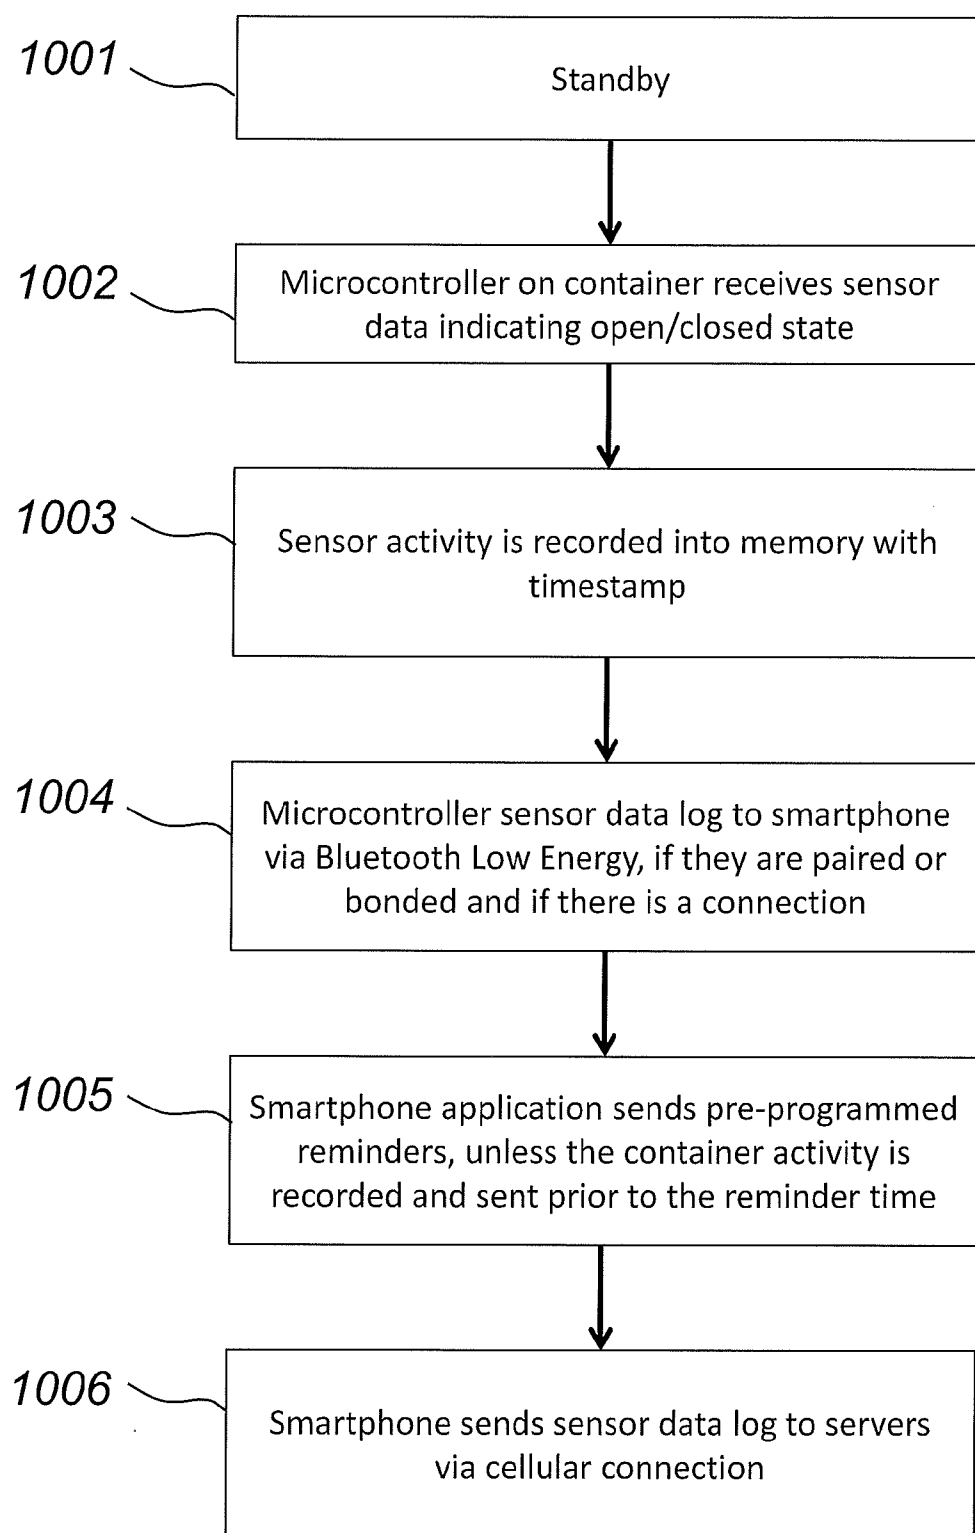 1001
Standby
1002
Microcontroller on container receives sensor
data indicating open/closed state
1003
Sensor activity is recorded into memory with
timestamp
1004
Microcontroller sensor data log to smartphone
via Bluetooth Low Energy, if they are paired or
bonded and if there is a connection
1005
Smartphone application sends pre-programmed
reminders, unless the container activity is
recorded and sent prior to the reminder time
1006
Smartphone sends sensor data log to servers
via cellular connection